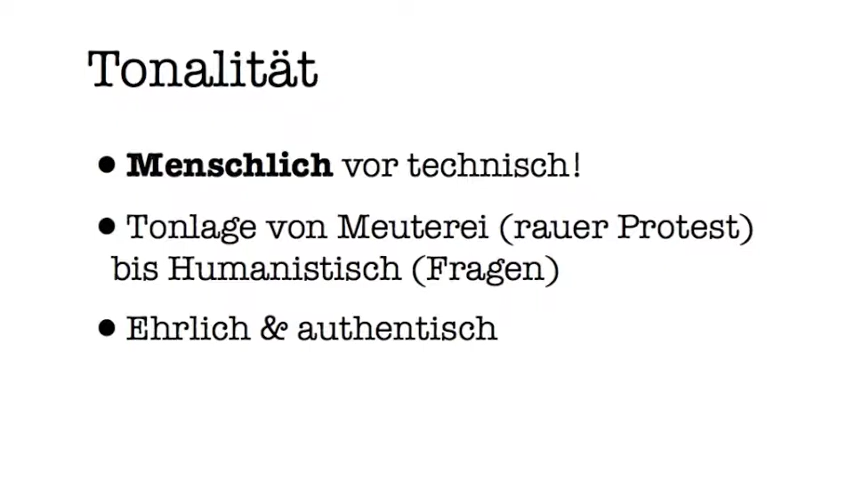 Tonalität
• Menschlich vor technisch!
• Tonlage von Meuterei (rauer Protest)
bis Humanistisch (Fragen)
• Ehrlich & authentisch